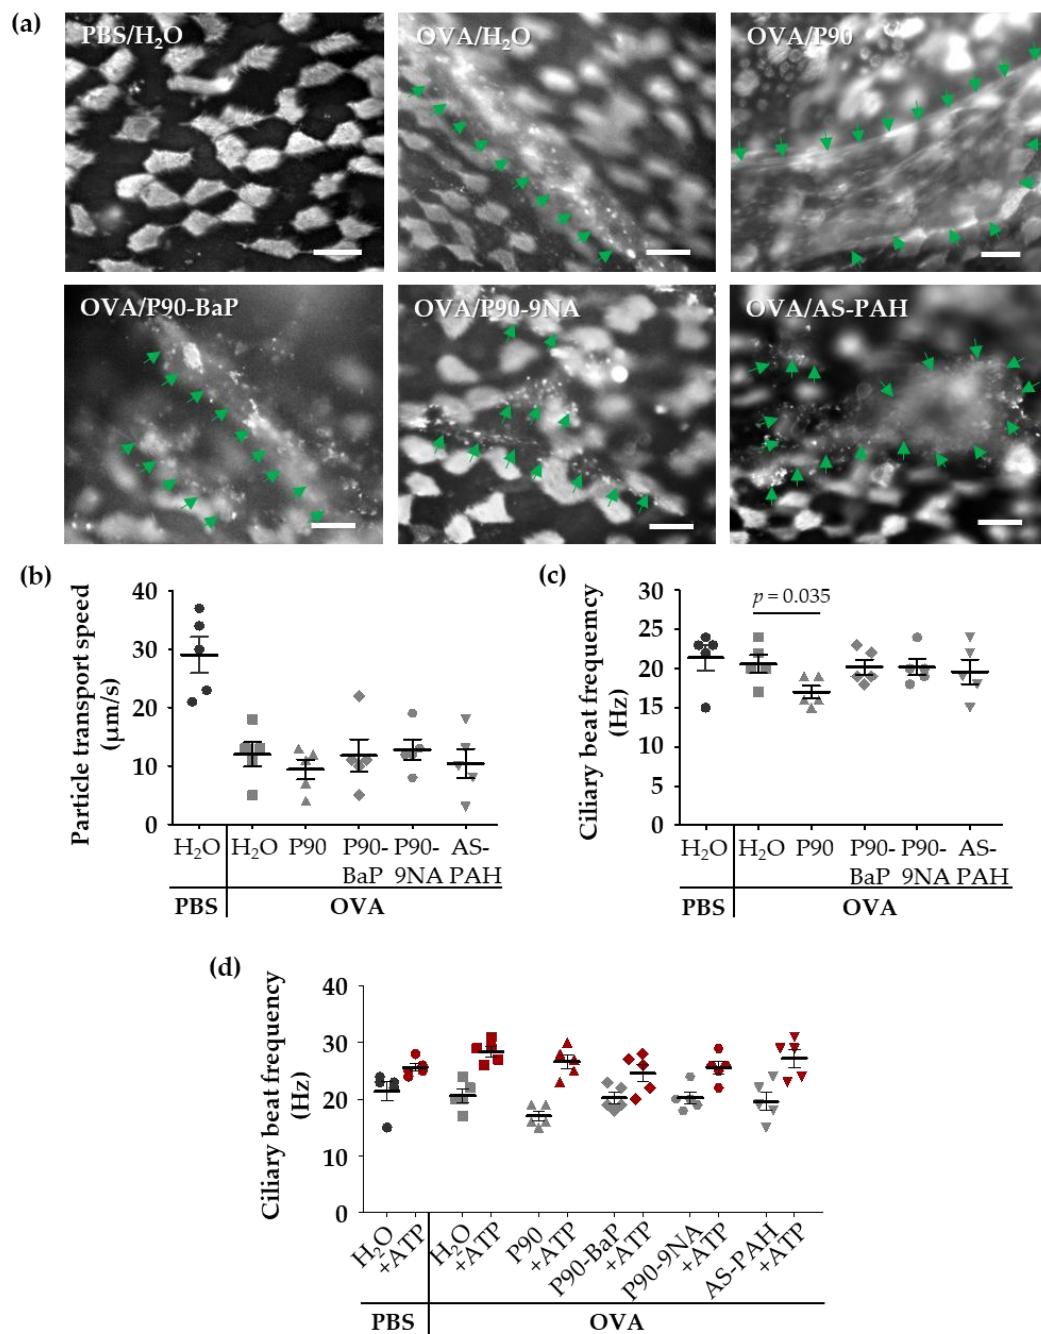 (a)
PBS/H₂O
OVA/H₂O
OVA/P90
OVA/P90-BaP
OVA/P90-9NA
OVA/AS-PAH
(b)
Particle transport speed
(µm/s)
40
30
20
10
0
H₂O
H₂O
P90
P90-
BaP
P90-
9NA
AS-
PAH
PBS
OVA
(c)
Ciliary beat frequemcy
(Hz)
30
25
20
15
10
5
0
p = 0.035
H₂O
H₂O
P90
P90-
BaP
P90-
9NA
AS-
PAH
PBS
OVA
(d)
Ciliary beat frequency
(Hz)
40
30
20
10
0
H₂O
+ATP
H₂O
+ATP
P90
+ATP
P90-BaP
+ATP
P90-9NA
+ATP
AS-PAH
+ATP
PBS
OVA